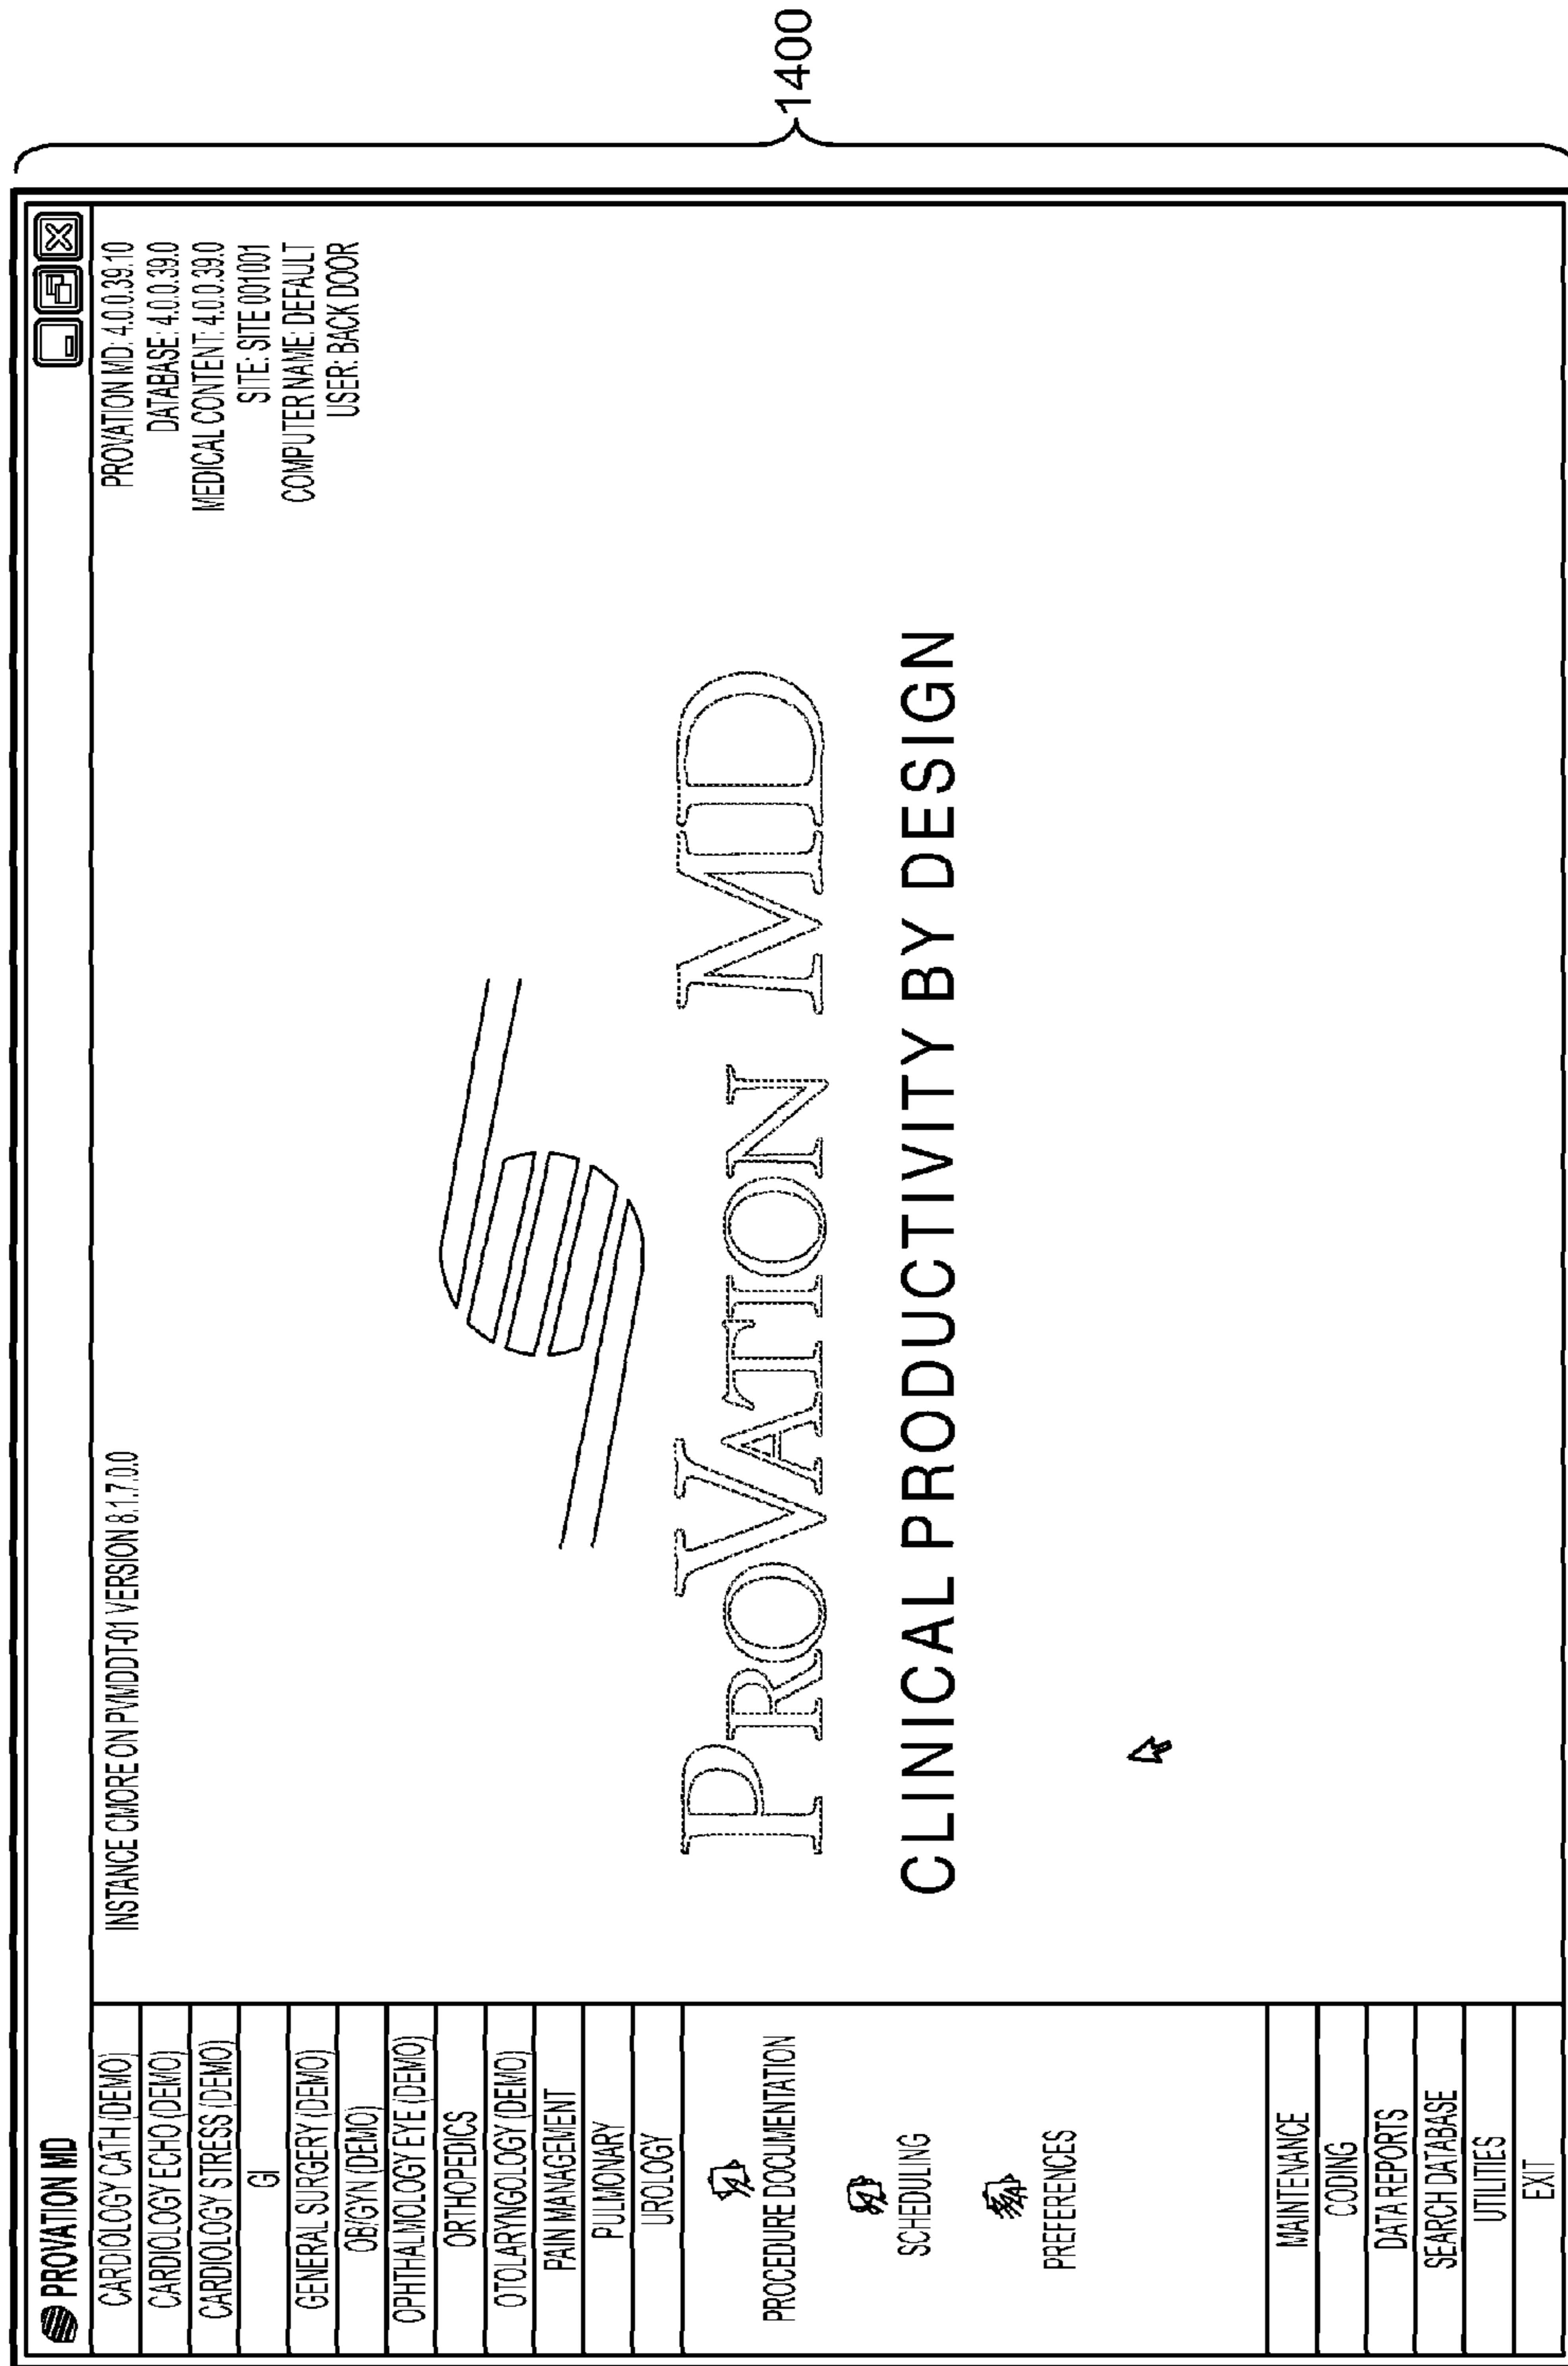 PROVATION MD
CARDIOLOGY CATH (DEMO)
CARDIOLOGY ECHO (DEMO)
CARDIOLOGY STRESS (DEMO)
GI
GENERAL SURGERY (DEMO)
OB/GYN (DEMO)
OPHTHALMOLOGY EYE (DEMO)
ORTHOPEDICS
OTOLARYNGOLOGY (DEMO)
PAIN MANAGEMENT
PULMONARY
UROLOGY
PROCEDURE DOCUMENTATION
SCHEDULING
PREFERENCES
MAINTENANCE
CODING
DATA REPORTS
SEARCH DATABASE
UTILITIES
EXIT
INSTANCE CMORE ON PVMDDT-01 VERSION 8.1.7.0.0
PROVATION MD: 4.0.0.39.10
DATABASE: 4.0.0.39.0
MEDICAL CONTENT: 4.0.0.39.0
SITE: SITE 001001
COMPUTER NAME: DEFAULT
USER: BACK DOOR
PROVATION MD
CLINICAL PRODUCTIVITY BY DESIGN
1400